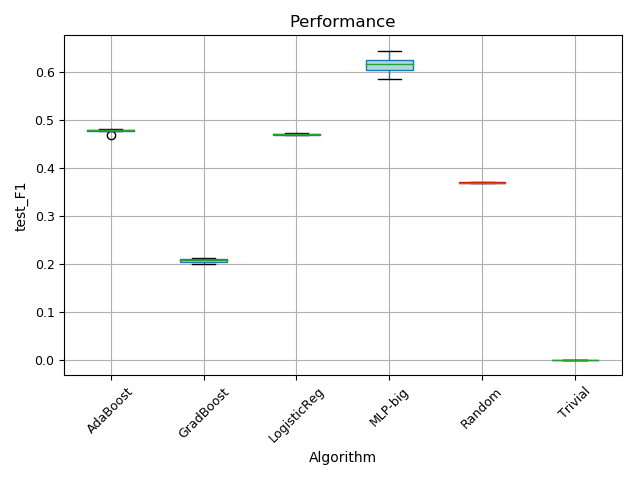 Performance
test_F1
0.6
0.5
0.4
0.3
0.2
0.1
0.0
AdaBoost
GradBoost
LogisticReg
MLP-big
Random
Trivial
Algorithm